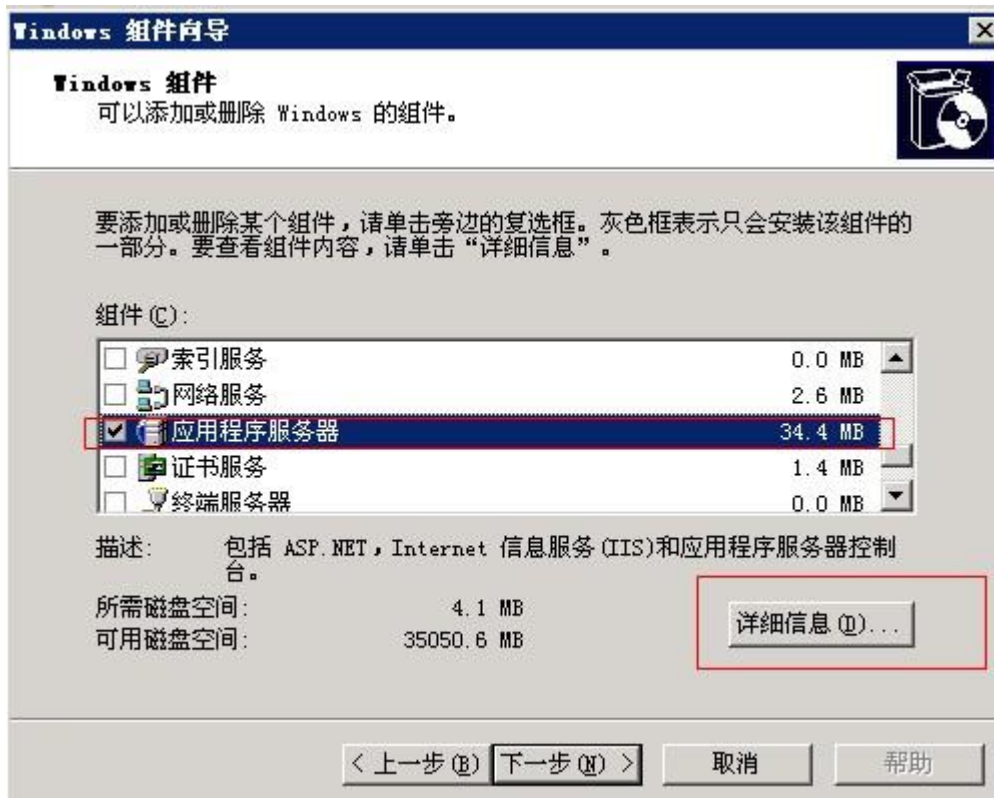 Windows 组件向导
Windows 组件
可以添加或删除 Windows 的组件。
要添加或删除某个组件，请单击旁边的复选框。灰色框表示只会安装该组件的
一部分。要查看组件内容，请单击“详细信息”。
组件(C):
索引服务 0.0 MB
网络服务 2.6 MB
应用程序服务器 34.4 MB
证书服务 1.4 MB
终端服务器 0.0 MB
描述: 包括 ASP.NET，Internet 信息服务(IIS)和应用程序服务器控制
台。
所需磁盘空间: 4.1 MB
可用磁盘空间: 35050.6 MB
详细信息(D)...
< 上一步(B) 下一步(N) > 取消 帮助